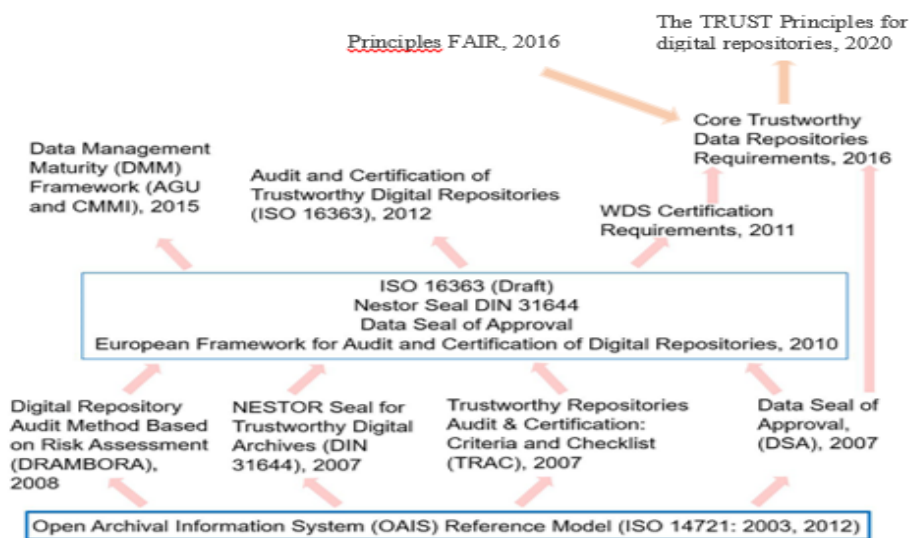 Principles FAIR, 2016
The TRUST Principles for
digital repositories, 2020
Core Trustworthy
Data Repositories
Requirements, 2016
Data Management
Maturity (DMM)
Framework (AGU
and CMMI), 2015
Audit and Certification of
Trustworthy Digital Repositories
(ISO 16363), 2012
WDS Certification
Requirements, 2011
ISO 16363 (Draft)
Nestor Seal DIN 31644
Data Seal of Approval
European Framework for Audit and Certification of Digital Repositories, 2010
Digital Repository
Audit Method Based
on Risk Assessment
(DRAMBORA),
2008
NESTOR Seal for
Trustworthy Digital
Archives (DIN
31644), 2007
Trustworthy Repositories
Audit & Certification:
Criteria and Checklist
(TRAC), 2007
Data Seal of
Approval,
(DSA), 2007
Open Archival Information System (OAIS) Reference Model (ISO 14721: 2003, 2012)